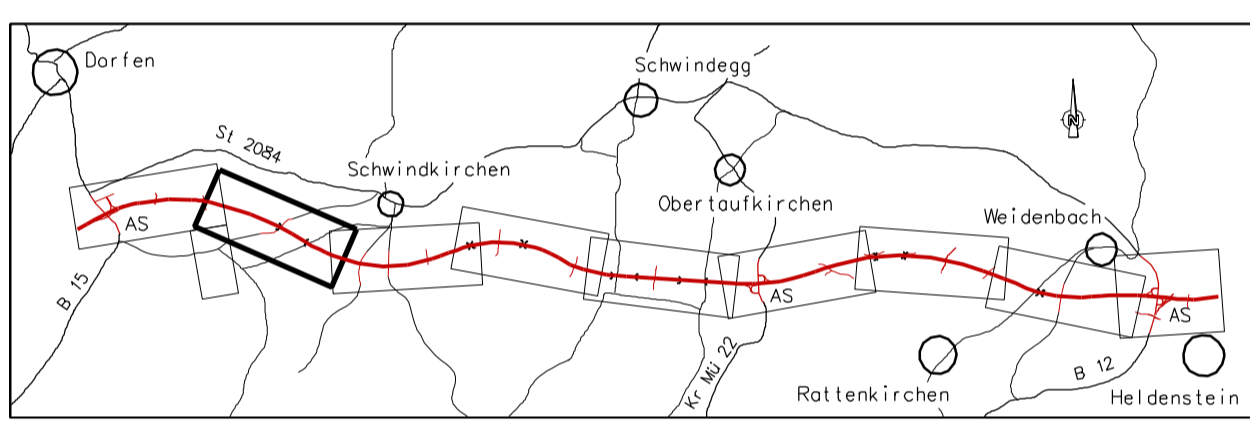 Dorfen
Schwindegg
N
St 2084
Schwindkirchen
Obertaufkirchen
Weidenbach
AS
B 15
AS
AS
Kr Mü 22
B 12
Rattenkirchen
Heldenstein